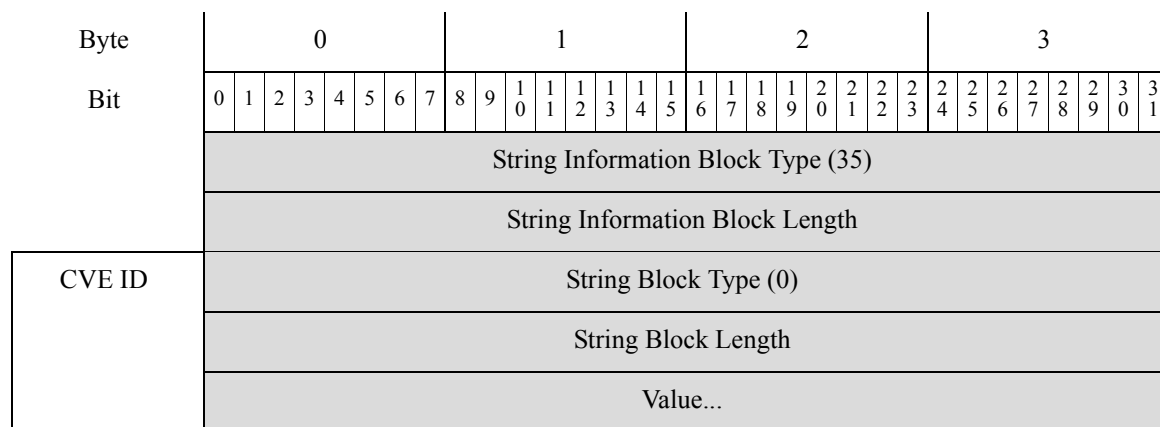 Byte 0 1 2 3
Bit 0 1 2 3 4 5 6 7 8 9 10 11 12 13 14 15 16 17 18 19 20 21 22 23 24 25 26 27 28 29 30 31
String Information Block Type (35)
String Information Block Length
CVE ID String Block Type (0)
String Block Length
Value...